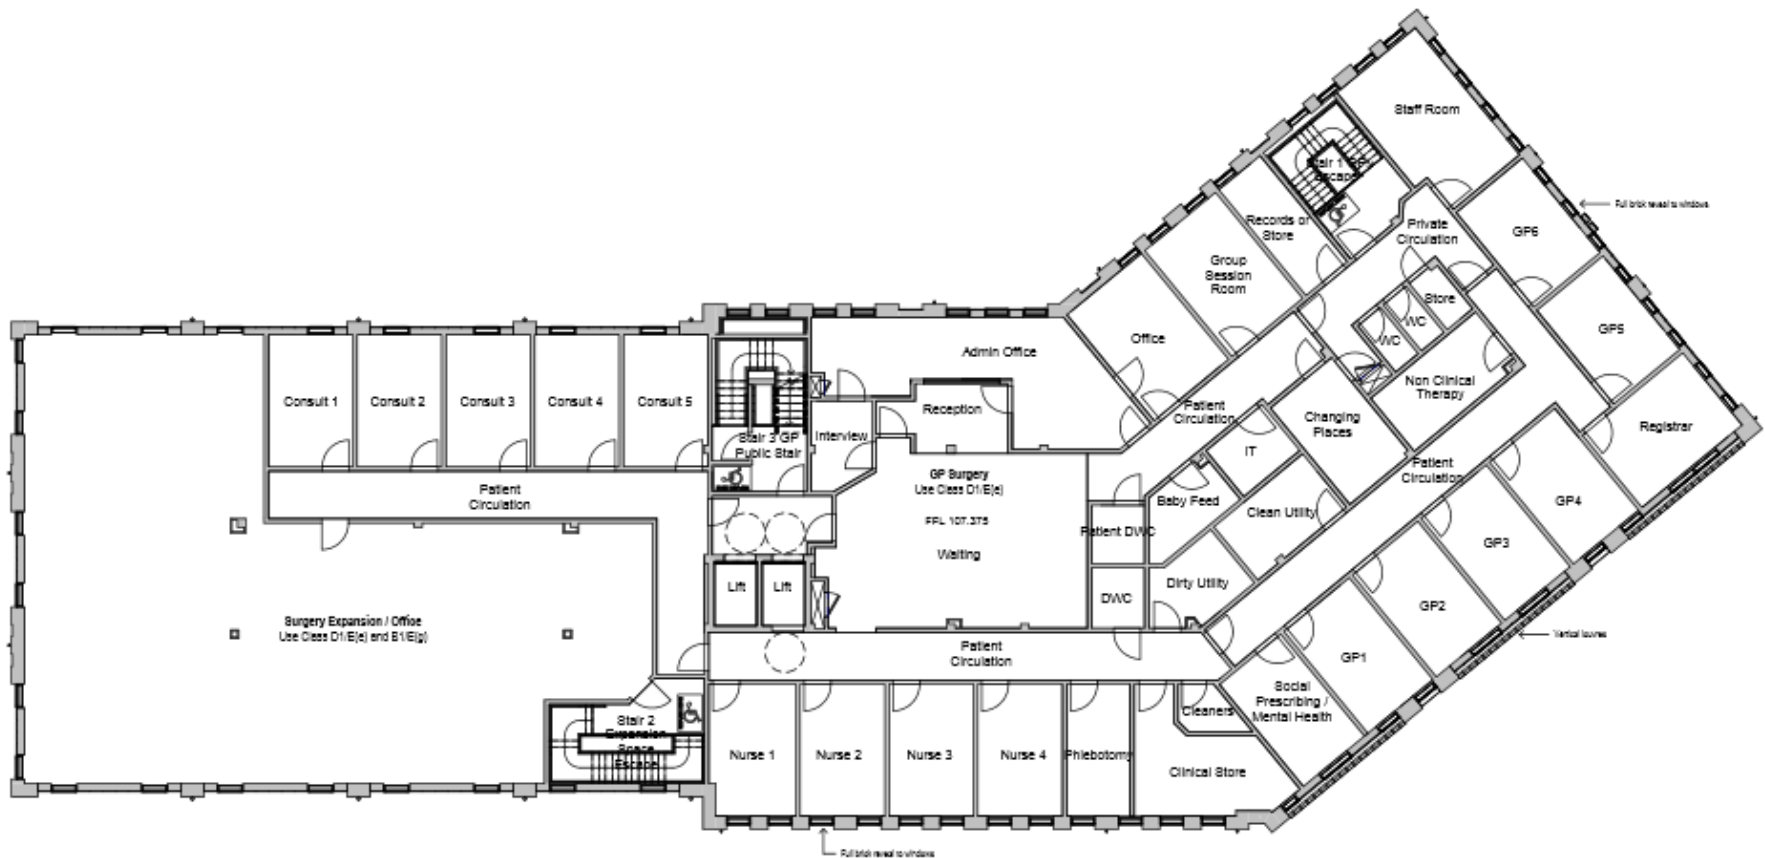 Staff Room
Stair 1 GP
Escape
Full brick reveal to windows
Records or
Store
Private
Circulation
GP6
Group
Session
Room
Store
WC
WC
GP5
Office
Admin Office
Non Clinical
Therapy
Consult 1
Consult 2
Consult 3
Consult 4
Consult 5
Reception
Patient
Circulation
Changing
Places
Registrar
Stair 3 GP
Public Stair
Interview
IT
Patient
Circulation
GP Surgery
Use Class D1/E(e)
FFL 107.375
Waiting
Patient
Circulation
Baby Feed
Clean Utility
GP4
Patient DWC
GP3
Lift
Lift
DWC
Dirty Utility
GP2
Surgery Expansion / Office
Use Class D1/E(e) and B1/E(g)
Vertical louvres
Patient
Circulation
GP1
Social
Prescribing /
Mental Health
Cleaners
Stair 2
Expansion
Space
Escape
Nurse 1
Nurse 2
Nurse 3
Nurse 4
Phlebotomy
Clinical Store
Full brick reveal to windows